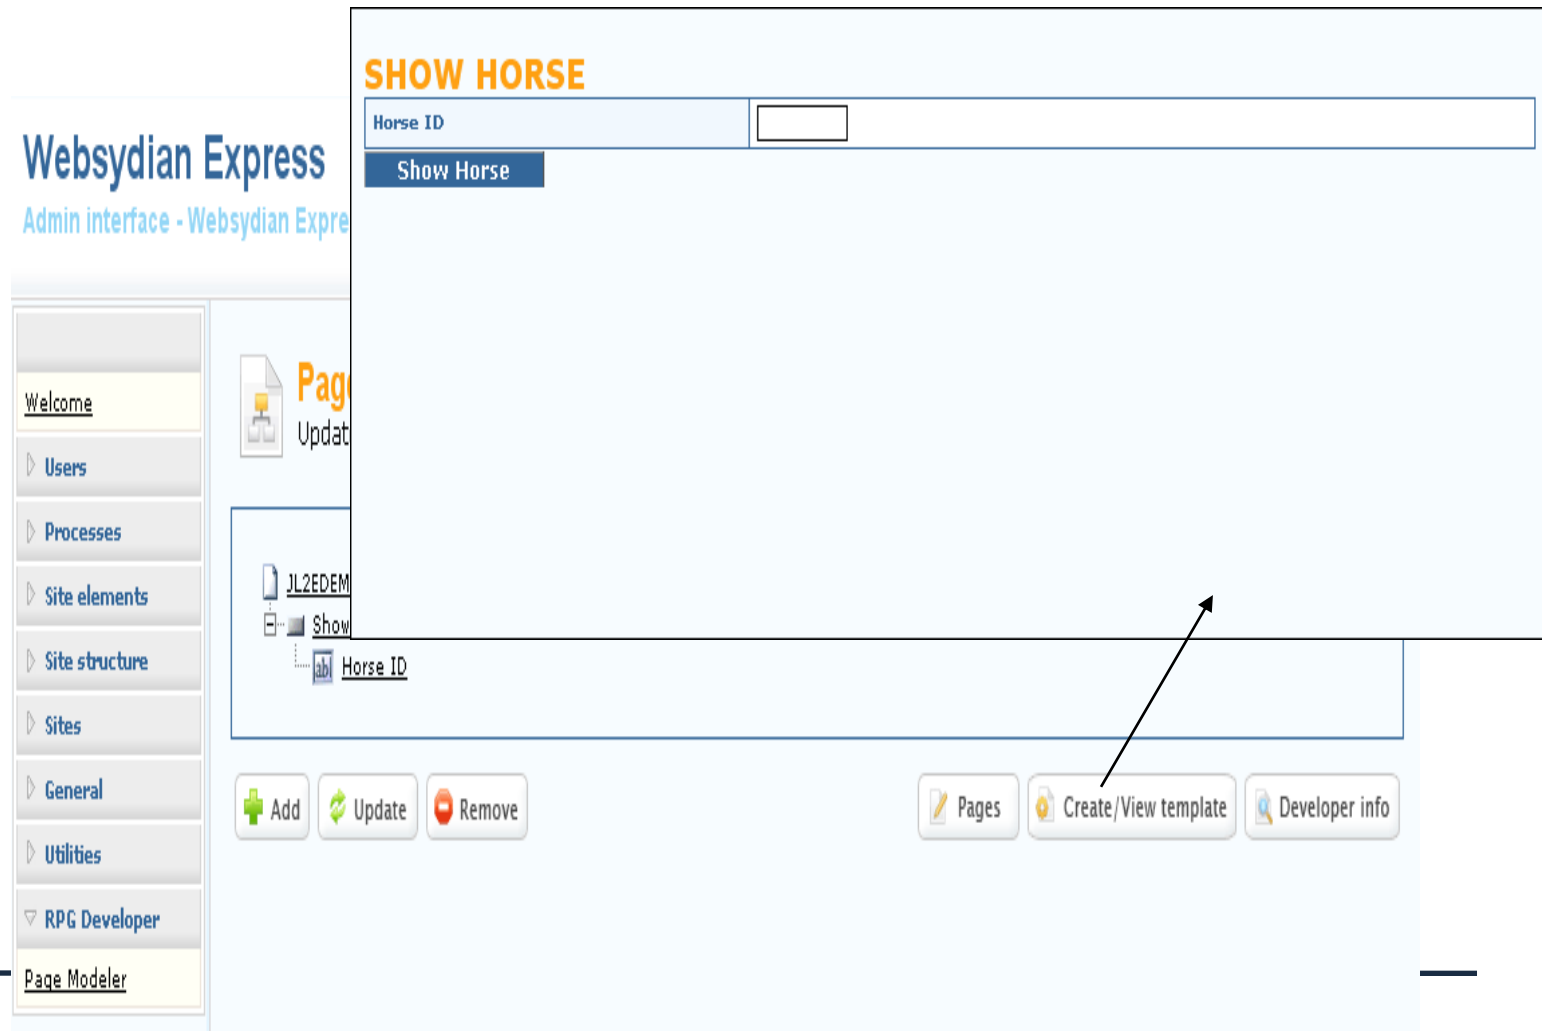 SHOW HORSE
Horse ID
Show Horse
Websydian Express
Admin interface - Websydian Expre
Welcome
Users
Processes
Site elements
Site structure
Sites
General
Utilities
RPG Developer
Page Modeler
Pag
Updat
JL2EDEM
Show
Horse ID
Add
Update
Remove
Pages
Create/View template
Developer info